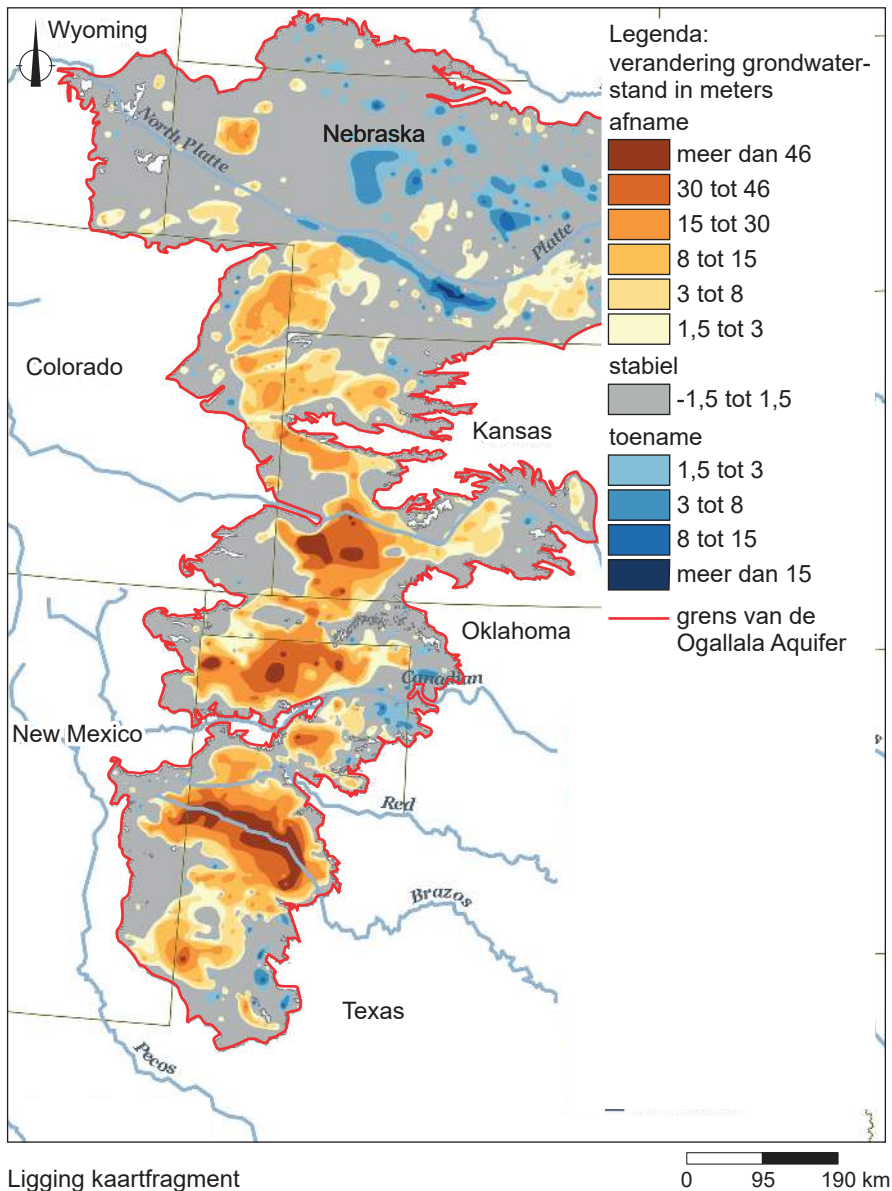 Wyoming
North Platte
Nebraska
Platte
Colorado
Kansas
Oklahoma
Canadian
New Mexico
Red
Brazos
Texas
Pecos
s
Legenda:
verandering grondwater-
stand in meters
afname
meer dan 46
30 tot 46
15 tot 30
8 tot 15
3 tot 8
1,5 tot 3
stabiel
-1,5 tot 1,5
toename
1,5 tot 3
3 tot 8
8 tot 15
meer dan 15
grens van de
Ogallala Aquifer
Ligging kaartfragment
0 95 190 km